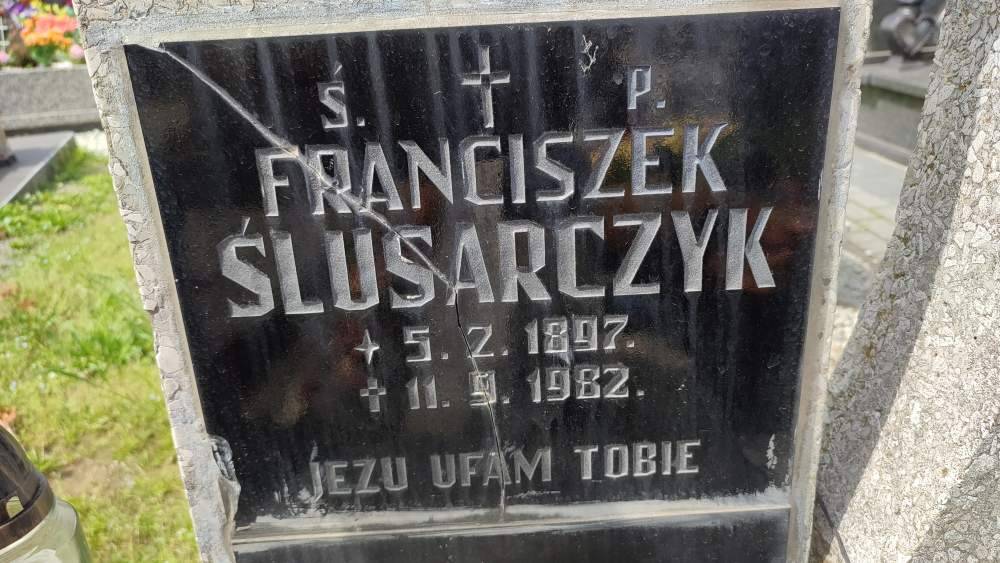 Ś. P.
FRANCISZEK
ŚLUSARCZYK
5. 2. 1897.
11. 9. 1982.
JEZU UFAM TOBIE